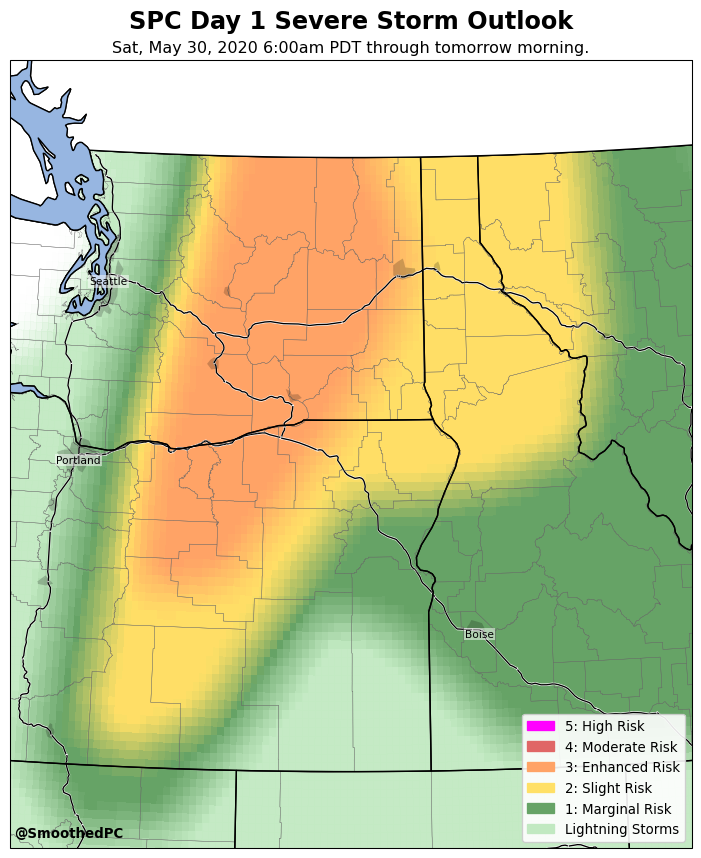 SPC Day 1 Severe Storm Outlook
Sat, May 30, 2020 6:00am PDT through tomorrow morning.
Seattle
Portland
Boise
5: High Risk
4: Moderate Risk
3: Enhanced Risk
2: Slight Risk
1: Marginal Risk
Lightning Storms
@SmoothedPC